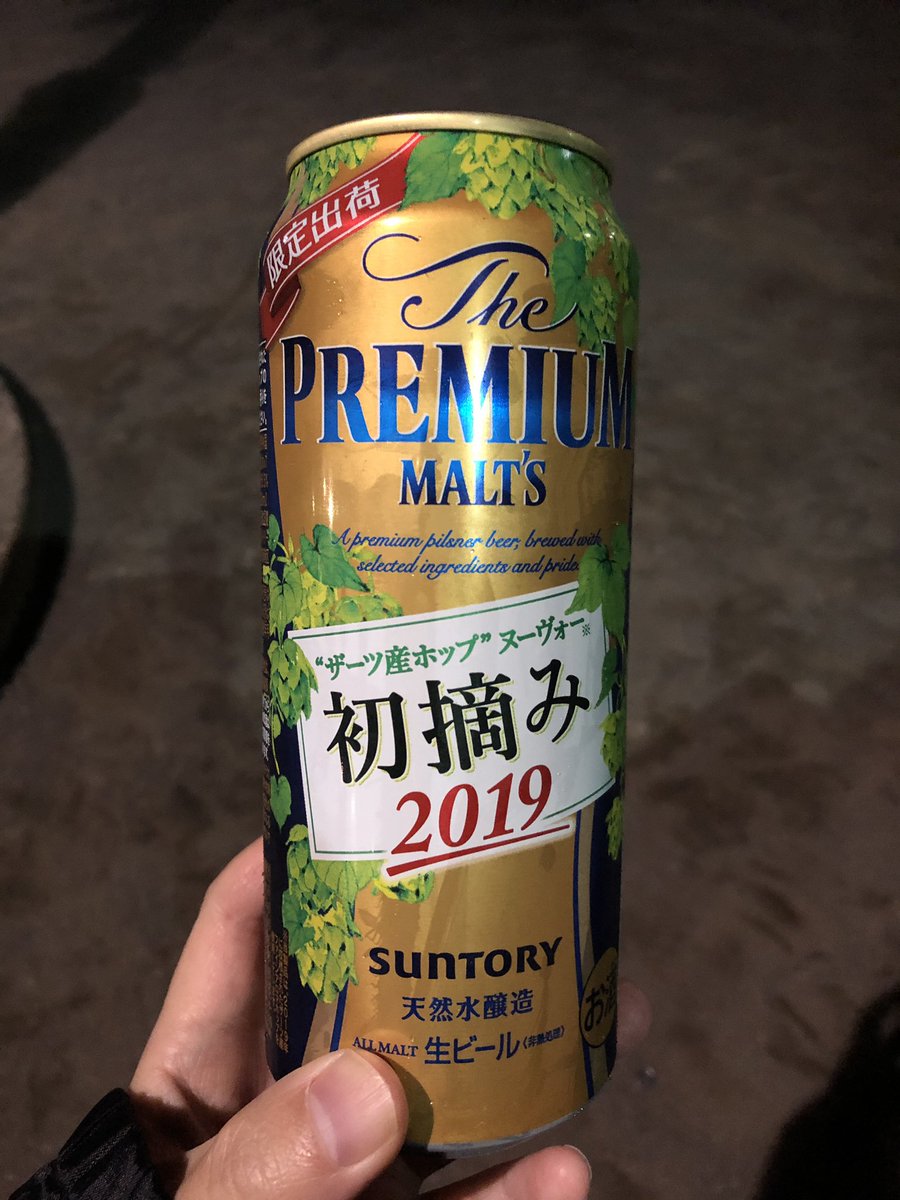 限定出荷
The
PREMIUM
MALT'S
A premium pilsner beer, brewed with
selected ingredients and pride.
“ザーツ産ホップ” ヌーヴォー※
初摘み
2019
SUNTORY
天然水醸造
ALL MALT 生ビール〈非熱処理〉
お酒